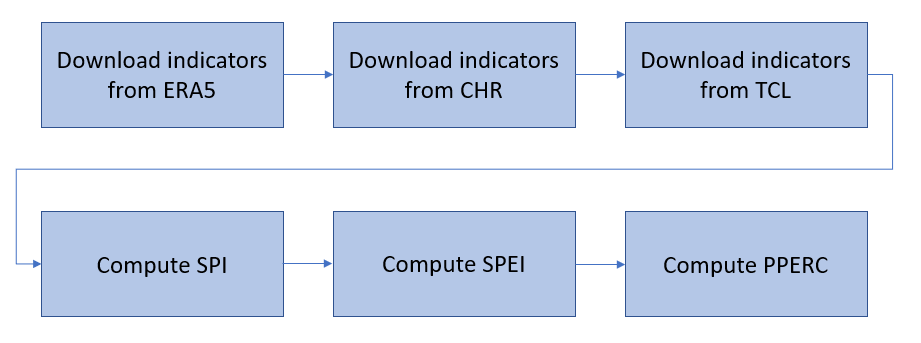 Download indicators
from ERA5
Download indicators
from CHR
Download indicators
from TCL
Compute SPI
Compute SPEI
Compute PPERC